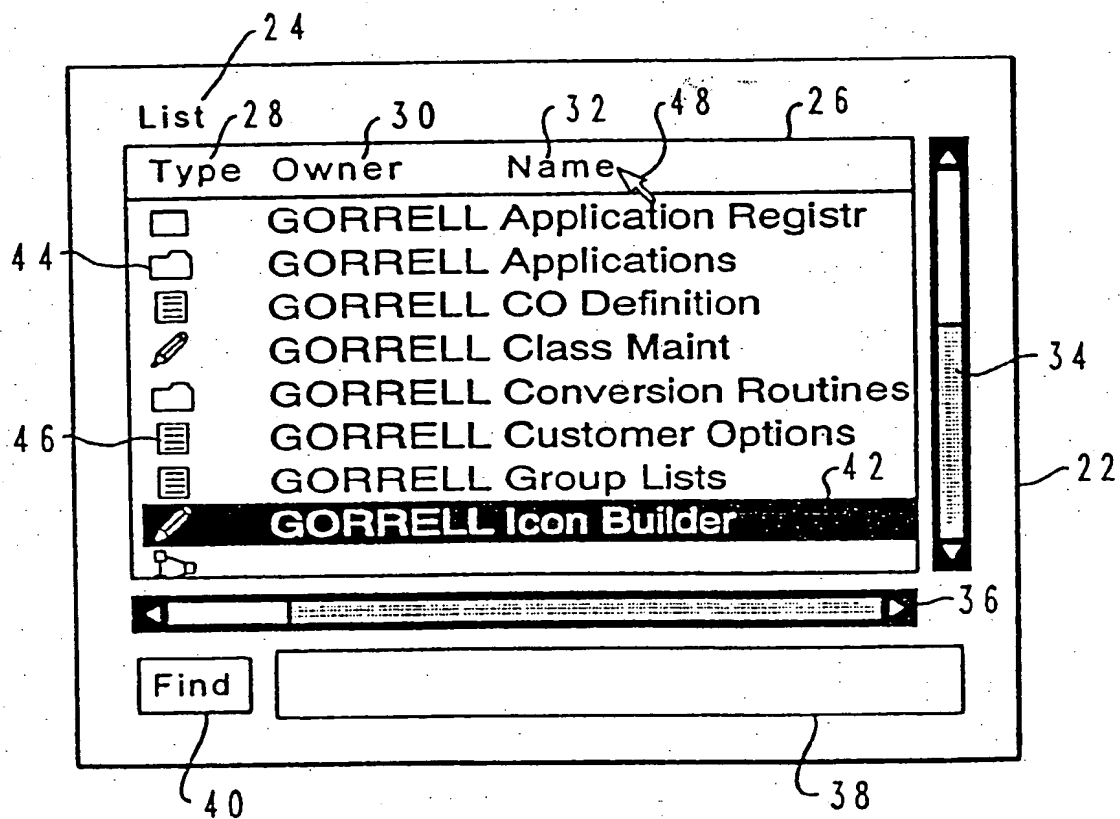 24
List 28 30 32 48 26
Type Owner Name
GORRELL Application Registr
44 GORRELL Applications
GORRELL CO Definition
GORRELL Class Maint
34
GORRELL Conversion Routines
46 GORRELL Customer Options
GORRELL Group Lists 42 22
GORRELL Icon Builder
36
Find
40 38